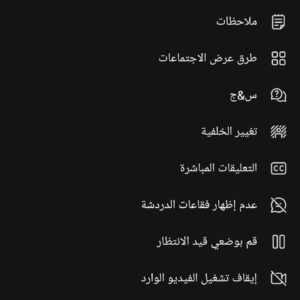 ملاحظات
طرق عرض الاجتماعات
س&ج
تغيير الخلفية
التعليقات المباشرة
CC
عدم إظهار فقاعات الدردشة
قم بوضعي قيد الانتظار
إيقاف تشغيل الفيديو الوارد